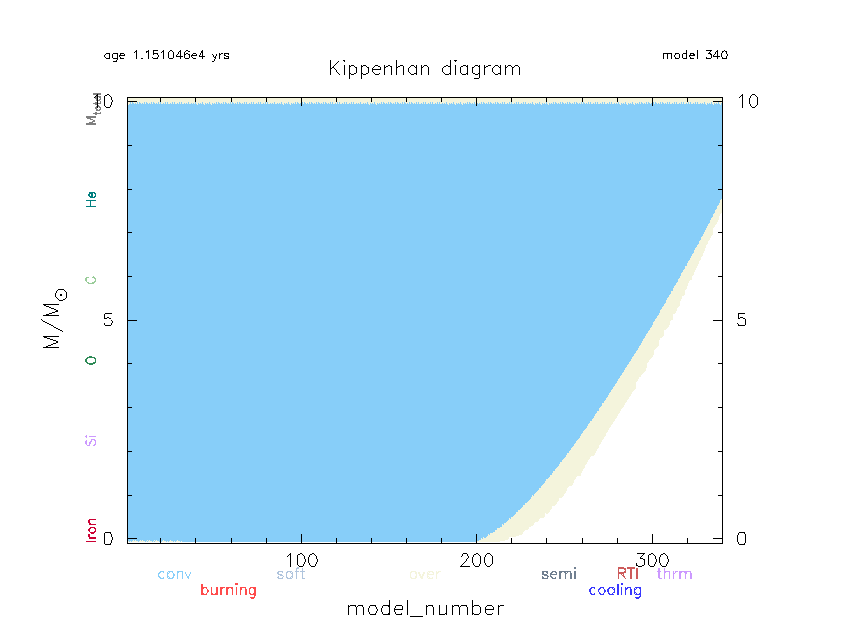 age 1.151046e4 yrs
model 340
Kippenhan diagram
M_total
10
10
He
C
M/M☉
5
5
O
Si
Iron
0
0
100
200
300
conv
soft
over
semi
RTI
thrm
burning
cooling
model_number